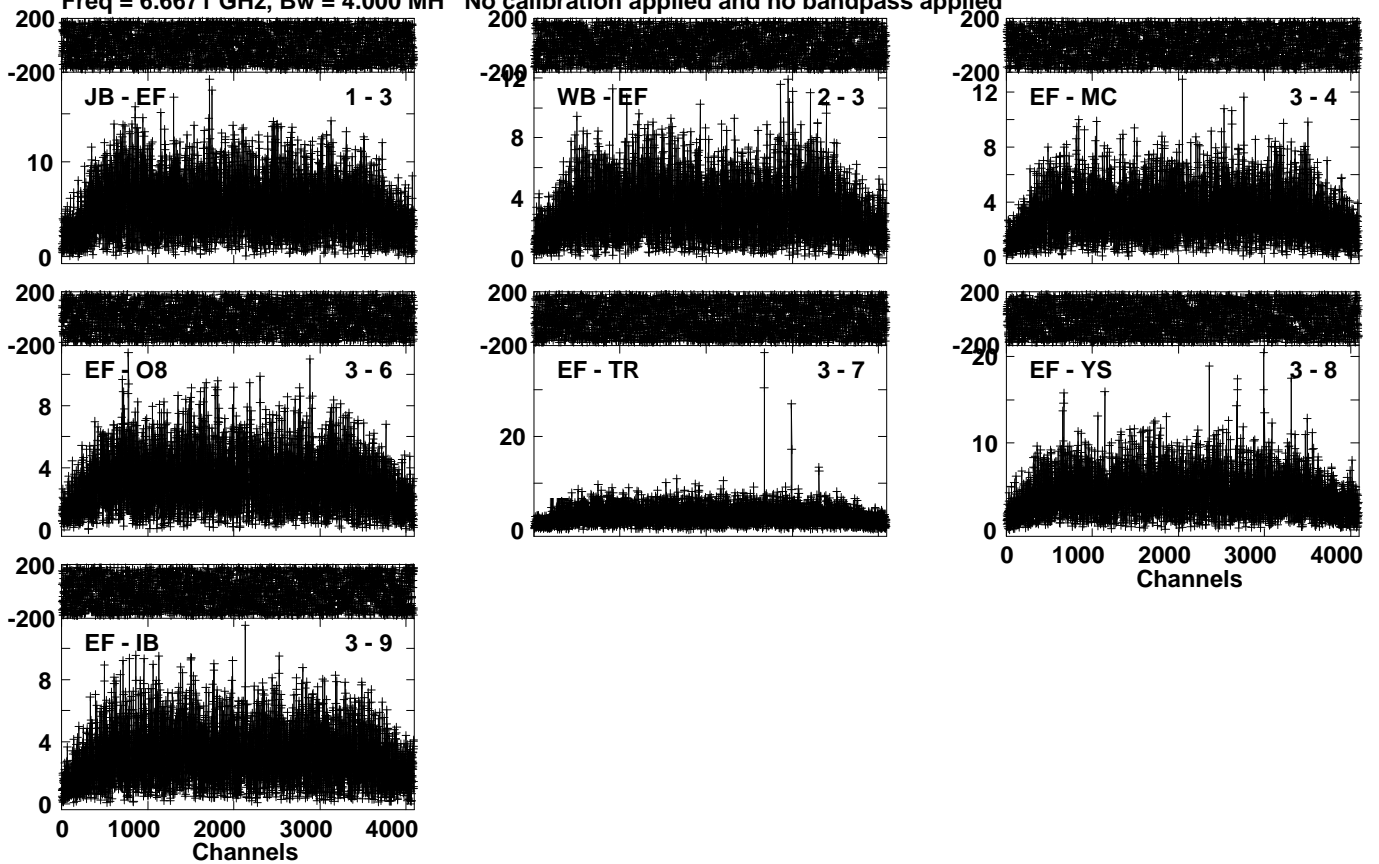 Freq = 6.6671 GHz, Bw = 4.000 MH No calibration applied and no bandpass applied
200
-200
JB - EF 1 - 3
10
0
200
-200
12
WB - EF 2 - 3
8
4
0
200
-200
12
EF - MC 3 - 4
8
4
0
200
-200
EF - O8 3 - 6
8
4
0
200
-200
EF - TR 3 - 7
20
0
200
-200
20
EF - YS 3 - 8
10
0
0 1000 2000 3000 4000
Channels
200
-200
EF - IB 3 - 9
8
4
0
0 1000 2000 3000 4000
Channels